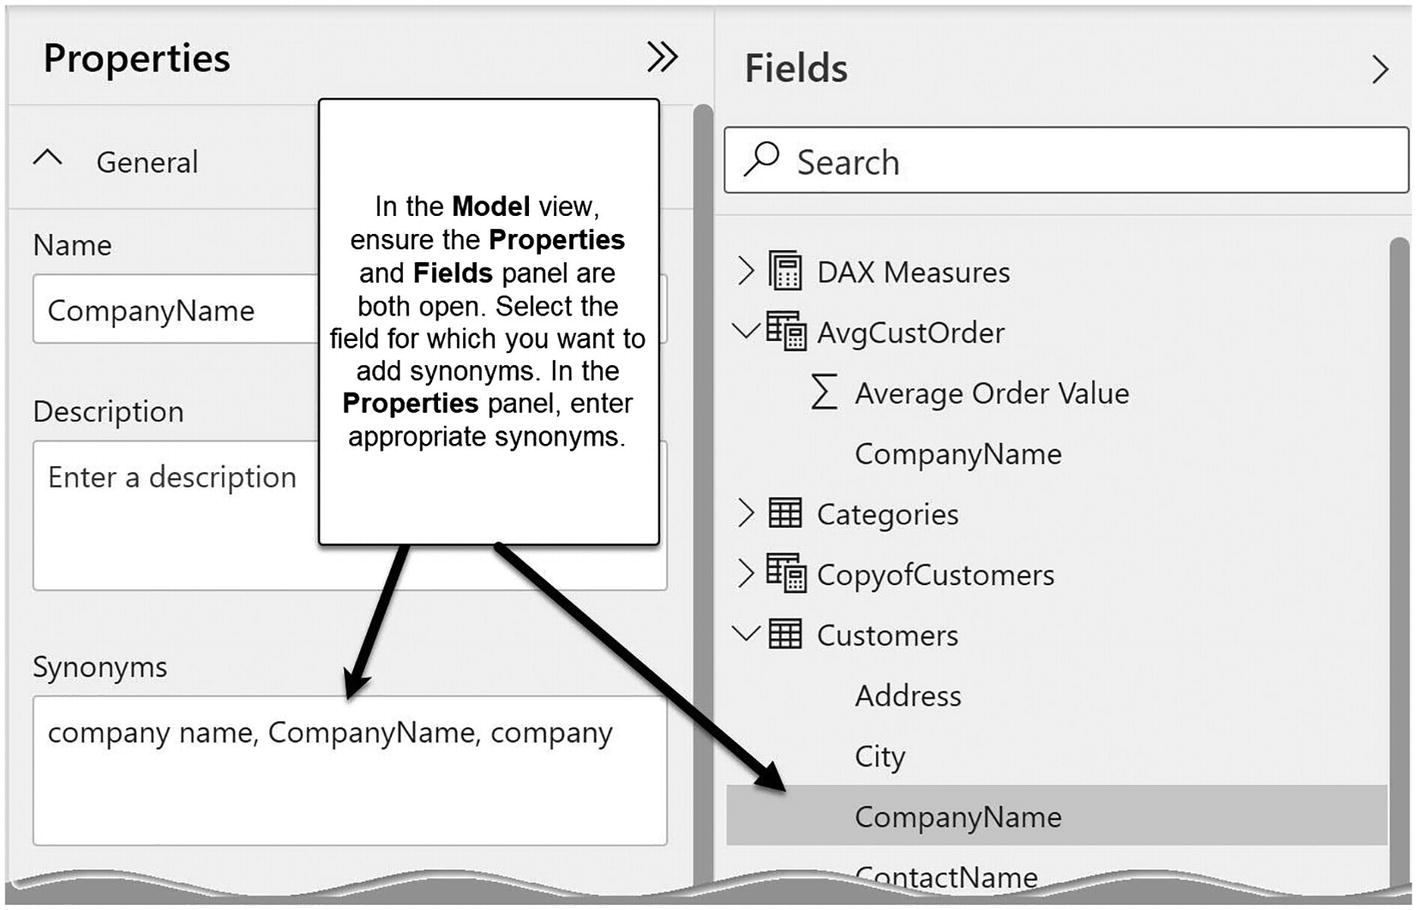 Properties
General
Name
CompanyName
Description
Enter a description
Synonyms
company name, CompanyName, company
In the Model view,
ensure the Properties
and Fields panel are
both open. Select the
field for which you want to
add synonyms. In the
Properties panel, enter
appropriate synonyms.
Fields
Search
DAX Measures
AvgCustOrder
Average Order Value
CompanyName
Categories
CopyofCustomers
Customers
Address
City
CompanyName
ContactName